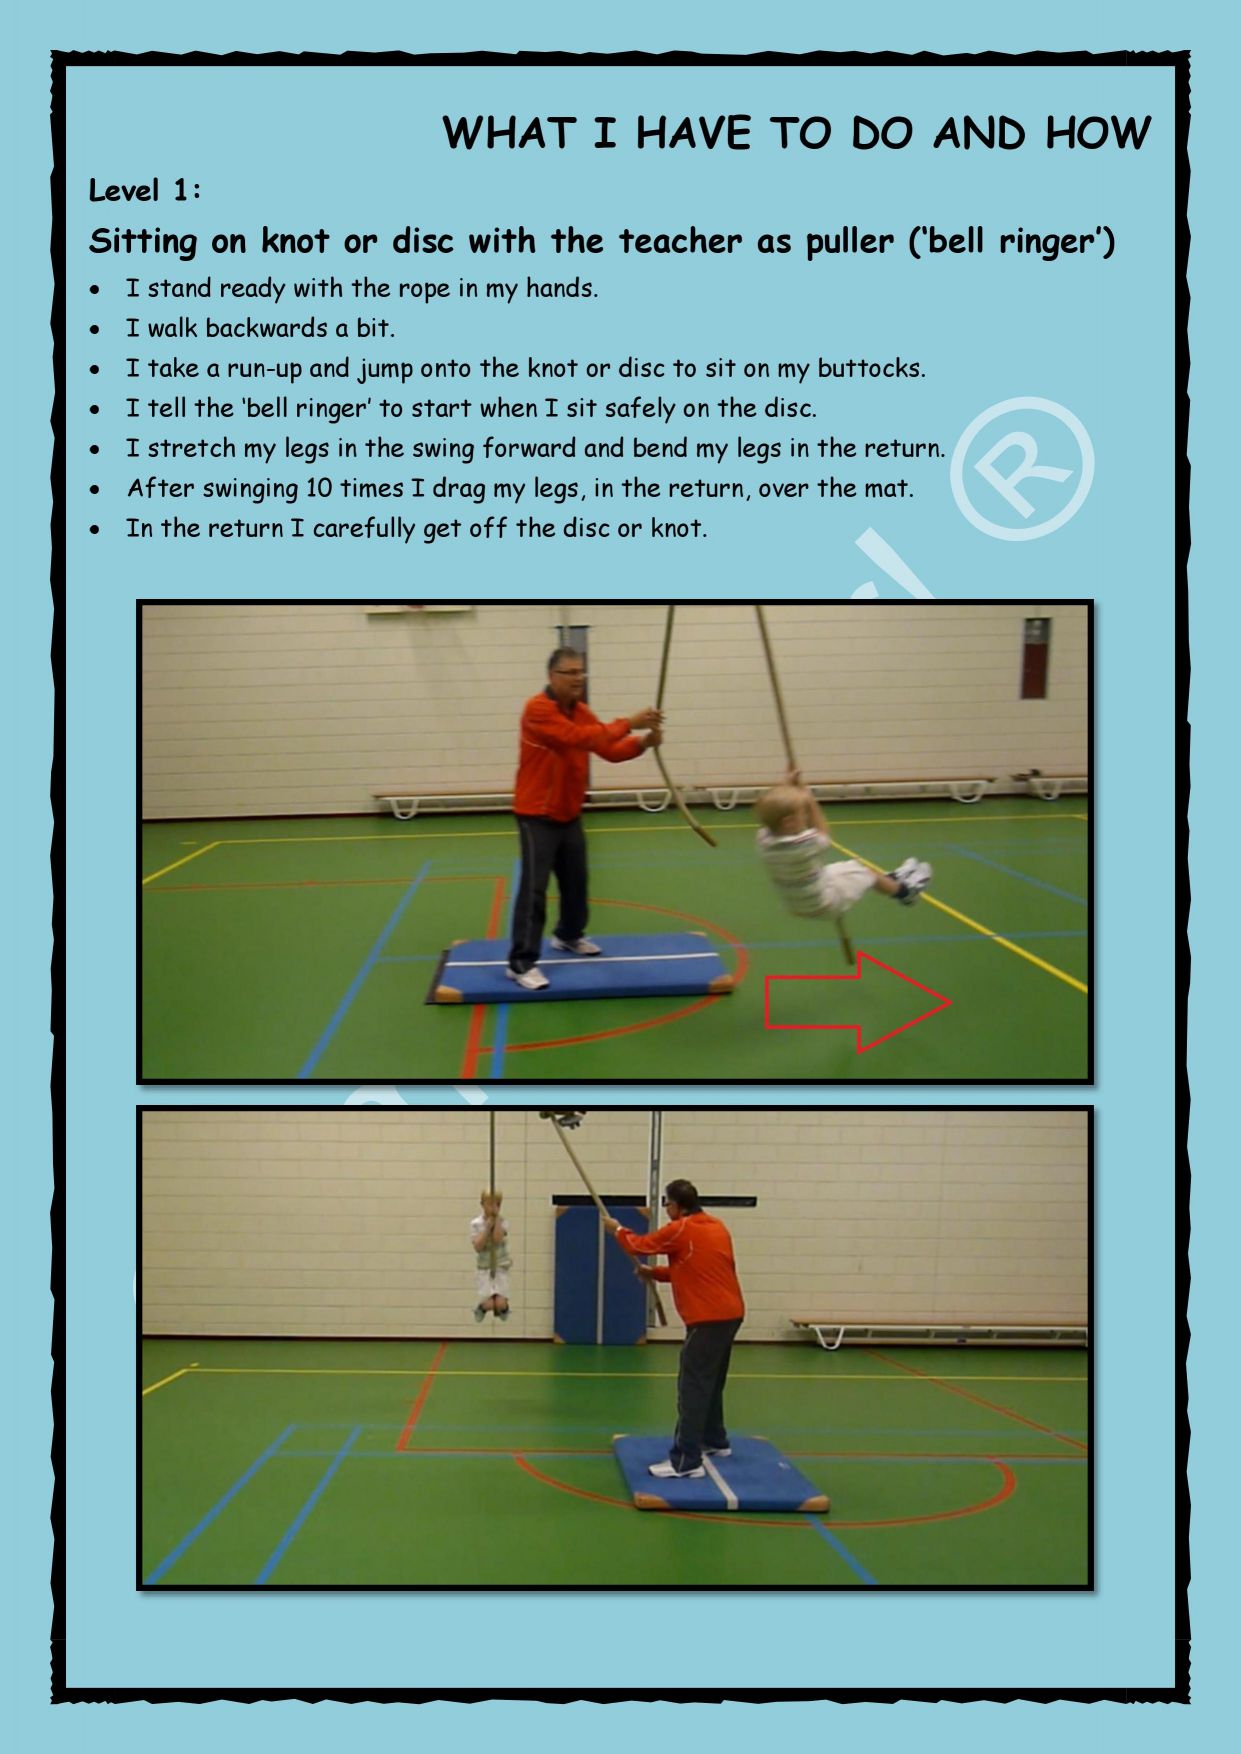 WHAT I HAVE TO DO AND HOW
Level 1:
Sitting on knot or disc with the teacher as puller (‘bell ringer’)
• I stand ready with the rope in my hands.
• I walk backwards a bit.
• I take a run-up and jump onto the knot or disc to sit on my buttocks.
• I tell the ‘bell ringer’ to start when I sit safely on the disc.
• I stretch my legs in the swing forward and bend my legs in the return.
• After swinging 10 times I drag my legs, in the return, over the mat.
• In the return I carefully get off the disc or knot.
®